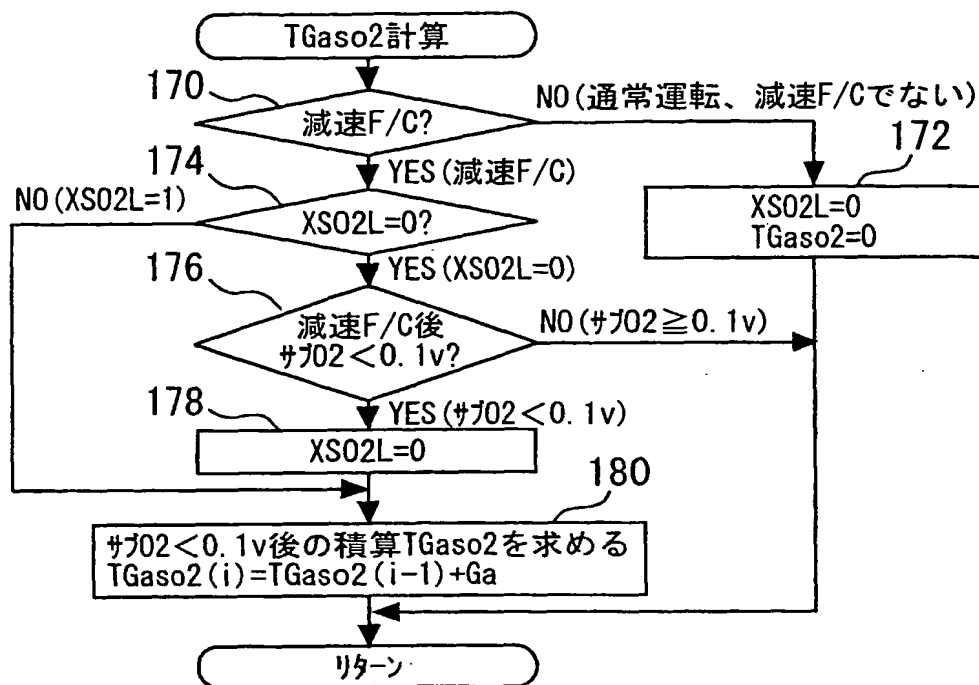 TGaso2計算
170
減速F/C?
NO(通常運転、減速F/Cでない)
172
XSO2L=0
TGaso2=0
YES(減速F/C)
174
NO(XSO2L=1)
XSO2L=0?
YES(XSO2L=0)
176
減速F/C後
ｻﾌﾞO2<0.1v?
NO(ｻﾌﾞO2≧0.1v)
YES(ｻﾌﾞO2<0.1v)
178
XSO2L=0
180
ｻﾌﾞO2<0.1v後の積算TGaso2を求める
TGaso2(i)=TGaso2(i-1)+Ga
ﾘﾀｰﾝ